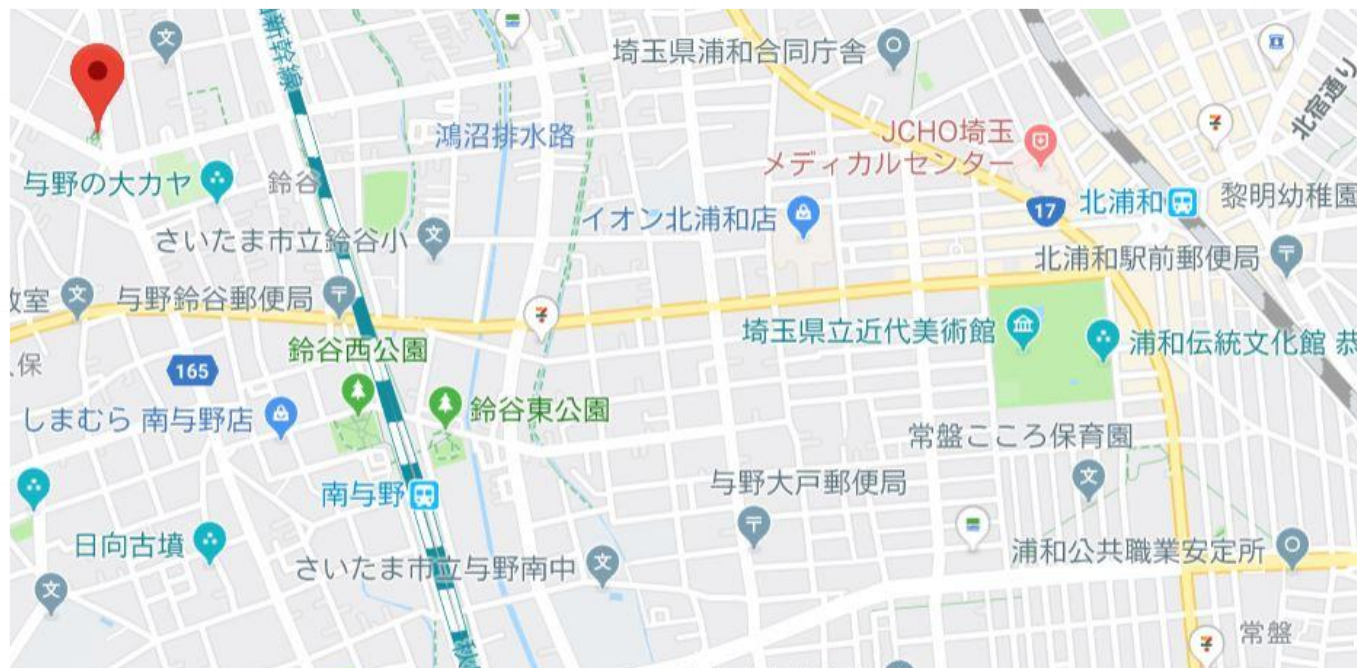 新幹線
埼玉県浦和合同庁舎
北宿通り
鴻沼排水路
JCHO埼玉
メディカルセンター
与野の大カヤ
鈴谷
イオン北浦和店
17
北浦和
黎明幼稚園
さいたま市立鈴谷小
北浦和駅前郵便局
教室
与野鈴谷郵便局
埼玉県立近代美術館
浦和伝統文化館 恭
鈴谷西公園
久保
165
しまむら 南与野店
鈴谷東公園
常盤こころ保育園
南与野
与野大戸郵便局
日向古墳
さいたま市立与野南中
浦和公共職業安定所
常盤